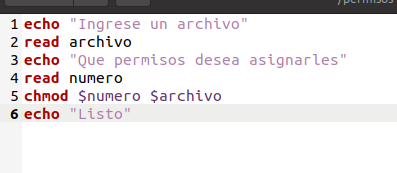 /permisos
1 echo "Ingrese un archivo"
2 read archivo
3 echo "Que permisos desea asignarles"
4 read numero
5 chmod $numero $archivo
6 echo "Listo"